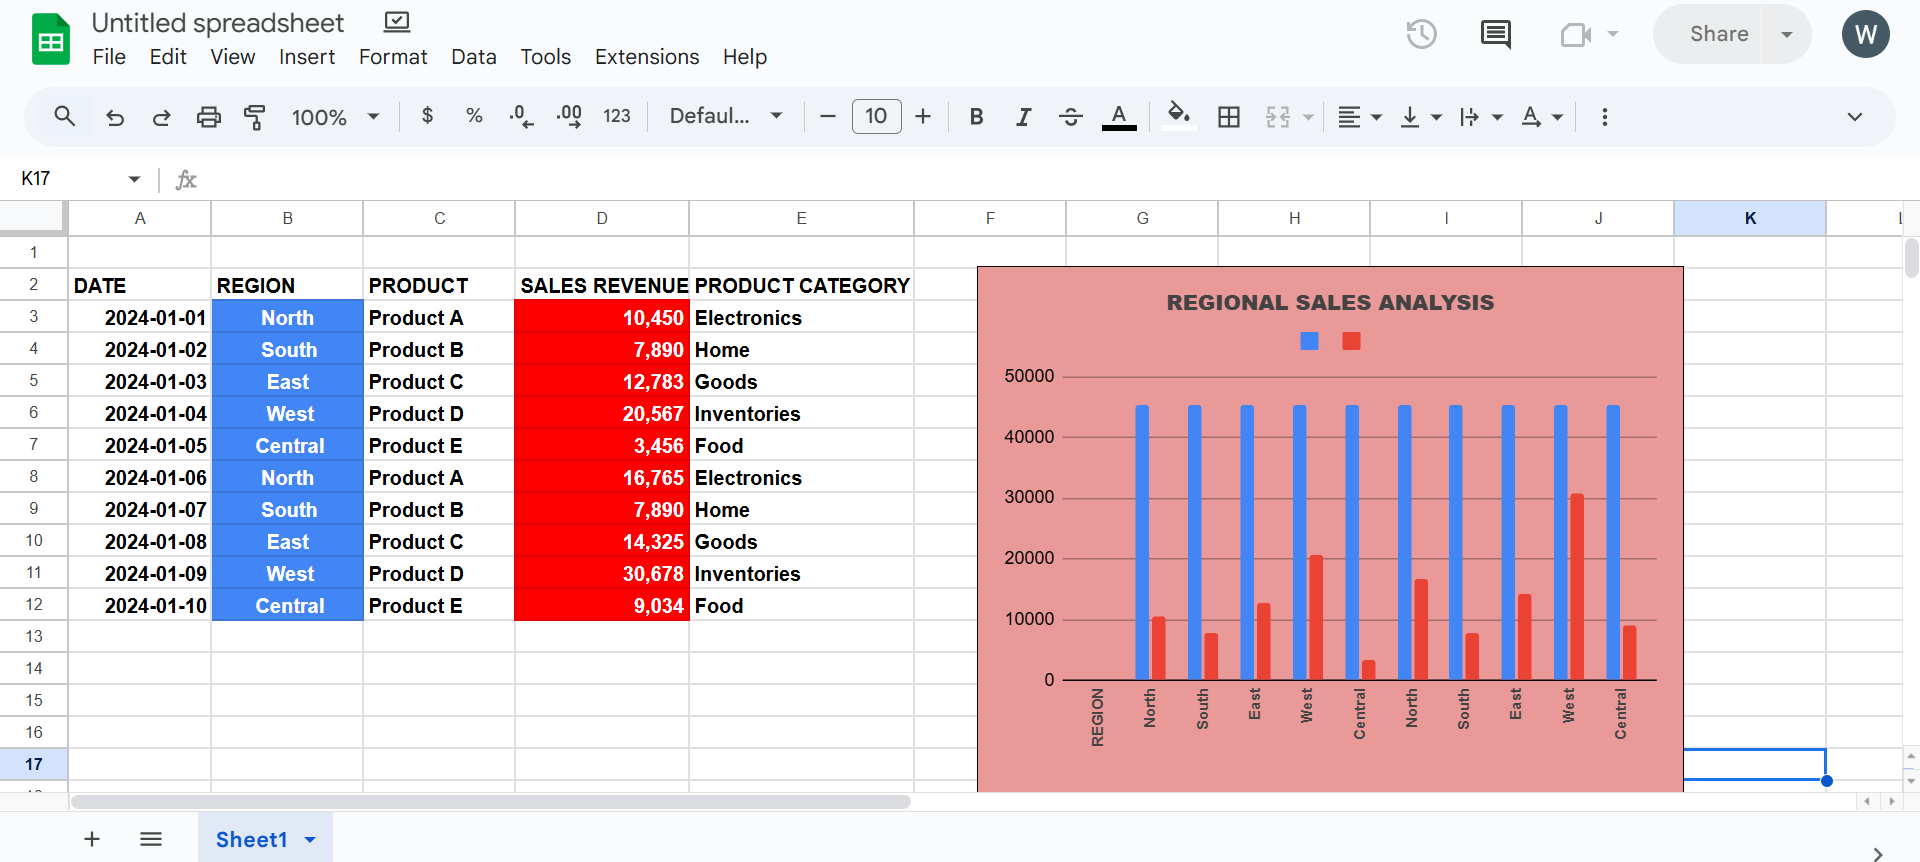 Untitled spreadsheet
File Edit View Insert Format Data Tools Extensions Help
Share
W
100% $ % .0 .00 123 Defaul... − 10 + B I S A A
K17 fx
A B C D E F G H I J K
1
2 DATE REGION PRODUCT SALES REVENUE PRODUCT CATEGORY
3 2024-01-01 North Product A 10,450 Electronics
4 2024-01-02 South Product B 7,890 Home
5 2024-01-03 East Product C 12,783 Goods
6 2024-01-04 West Product D 20,567 Inventories
7 2024-01-05 Central Product E 3,456 Food
8 2024-01-06 North Product A 16,765 Electronics
9 2024-01-07 South Product B 7,890 Home
10 2024-01-08 East Product C 14,325 Goods
11 2024-01-09 West Product D 30,678 Inventories
12 2024-01-10 Central Product E 9,034 Food
13
14
15
16
17
REGIONAL SALES ANALYSIS
50000
40000
30000
20000
10000
0
REGION North South East West Central North South East West Central
+ Sheet1